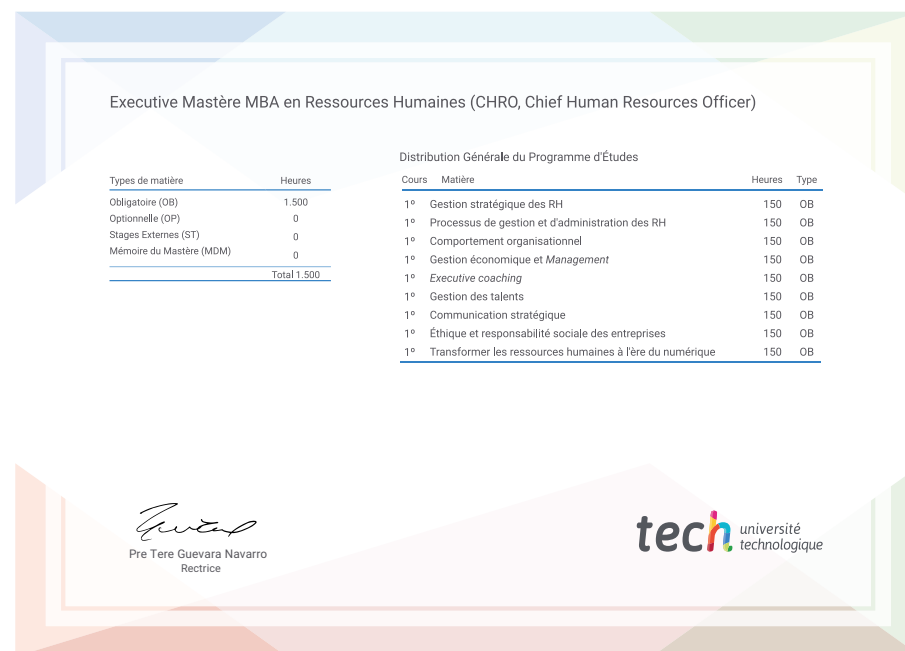 Executive Mastère MBA en Ressources Humaines (CHRO, Chief Human Resources Officer)
Types de matière Heures
Obligatoire (OB) 1.500
Optionnelle (OP) 0
Stages Externes (ST) 0
Mémoire du Mastère (MDM) 0
Total 1.500
Distribution Générale du Programme d'Études
Cours Matière Heures Type
1º Gestion stratégique des RH 150 OB
1º Processus de gestion et d'administration des RH 150 OB
1º Comportement organisationnel 150 OB
1º Gestion économique et Management 150 OB
1º Executive coaching 150 OB
1º Gestion des talents 150 OB
1º Communication stratégique 150 OB
1º Éthique et responsabilité sociale des entreprises 150 OB
1º Transformer les ressources humaines à l'ère du numérique 150 OB
Pre Tere Guevara Navarro
Rectrice
tech université
technologique